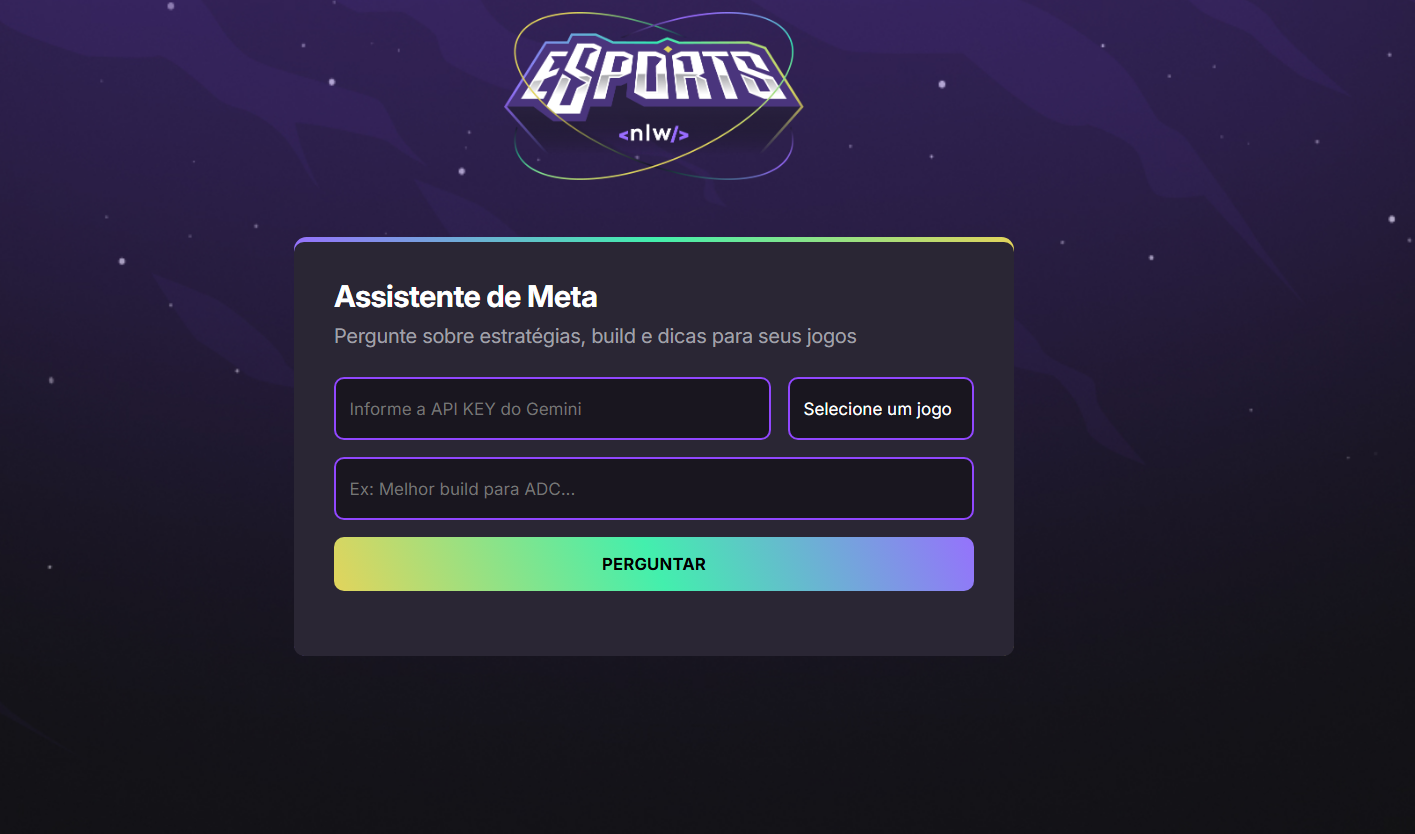 ESPORTS
<nlw/>
Assistente de Meta
Pergunte sobre estratégias, build e dicas para seus jogos
Informe a API KEY do Gemini
Selecione um jogo
Ex: Melhor build para ADC...
PERGUNTAR